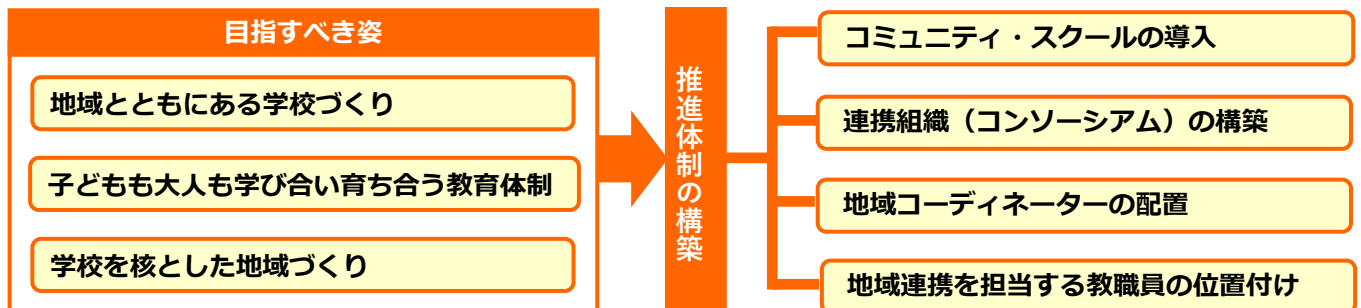 目指すべき姿
地域とともにある学校づくり
子どもも大人も学び合い育ち合う教育体制
学校を核とした地域づくり
推進体制の構築
コミュニティ・スクールの導入
連携組織（コンソーシアム）の構築
地域コーディネーターの配置
地域連携を担当する教職員の位置付け